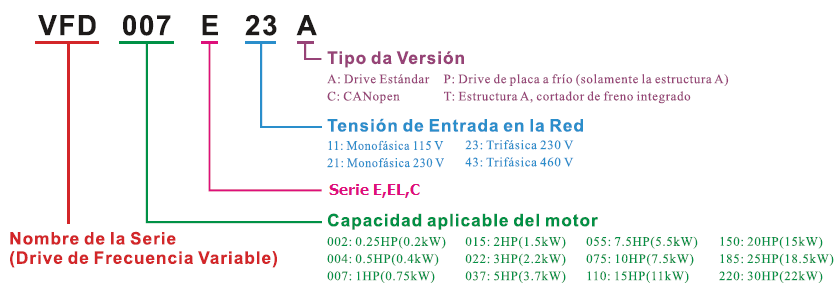 VFD 007 E 23 A
Tipo da Versión
A: Drive Estándar P: Drive de placa a frío (solamente la estructura A)
C: CANopen T: Estructura A, cortador de freno integrado
Tensión de Entrada en la Red
11: Monofásica 115 V 23: Trifásica 230 V
21: Monofásica 230 V 43: Trifásica 460 V
Serie E,EL,C
Capacidad aplicable del motor
002: 0.25HP(0.2kW) 015: 2HP(1.5kW) 055: 7.5HP(5.5kW) 150: 20HP(15kW)
004: 0.5HP(0.4kW) 022: 3HP(2.2kW) 075: 10HP(7.5kW) 185: 25HP(18.5kW)
007: 1HP(0.75kW) 037: 5HP(3.7kW) 110: 15HP(11kW) 220: 30HP(22kW)
Nombre de la Serie
(Drive de Frecuencia Variable)